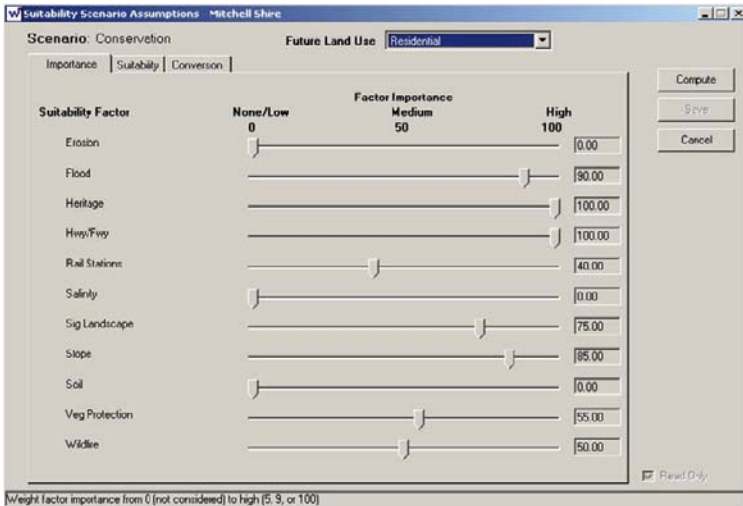 W Suitability Scenario Assumptions - Mitchell Shire
Scenario: Conservation Future Land Use Residential
Importance Suitability Conversion
Compute
Factor Importance
Suitability Factor None/Low Medium High
0 50 100
Save
Cancel
Erosion 0.00
Flood 90.00
Heritage 100.00
Hwy/Fwy 100.00
Rail Stations 40.00
Salinity 0.00
Sig Landscape 75.00
Slope 85.00
Soil 0.00
Veg Protection 55.00
Wildfire 50.00
Read Only
Weight factor importance from 0 (not considered) to high (5, 9, or 100)